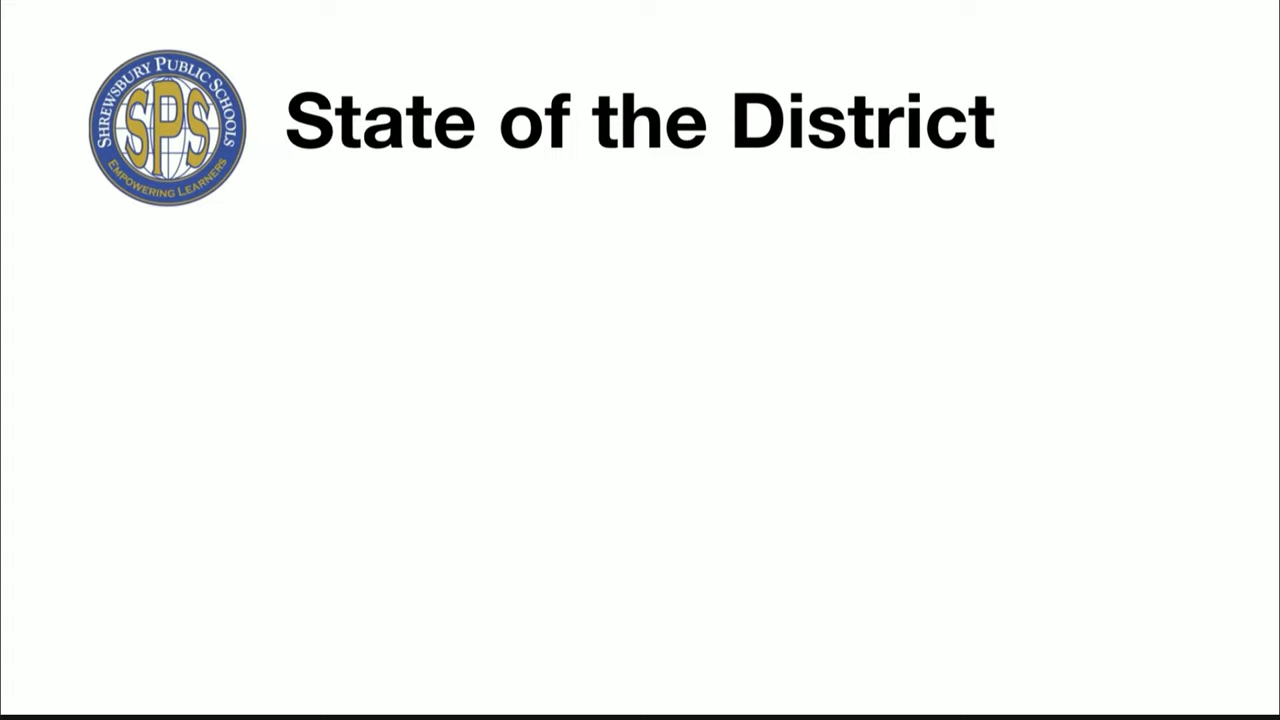 SHREWSBURY PUBLIC SCHOOLS
SPS
EMPOWERING LEARNERS
State of the District